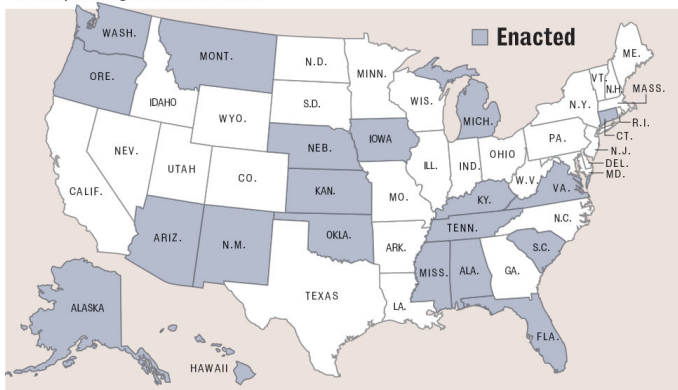 Enacted
WASH.
MONT.
N.D.
MINN.
ME.
VT.
N.H.
MASS.
ORE.
IDAHO
S.D.
WIS.
MICH.
N.Y.
R.I.
CT.
WYO.
NEB.
IOWA
PA.
N.J.
DEL.
MD.
NEV.
UTAH
CO.
ILL.
IND.
OHIO
W.V.
VA.
CALIF.
KAN.
MO.
KY.
N.C.
ARIZ.
N.M.
OKLA.
ARK.
TENN.
S.C.
TEXAS
LA.
MISS.
ALA.
GA.
FLA.
ALASKA
HAWAII